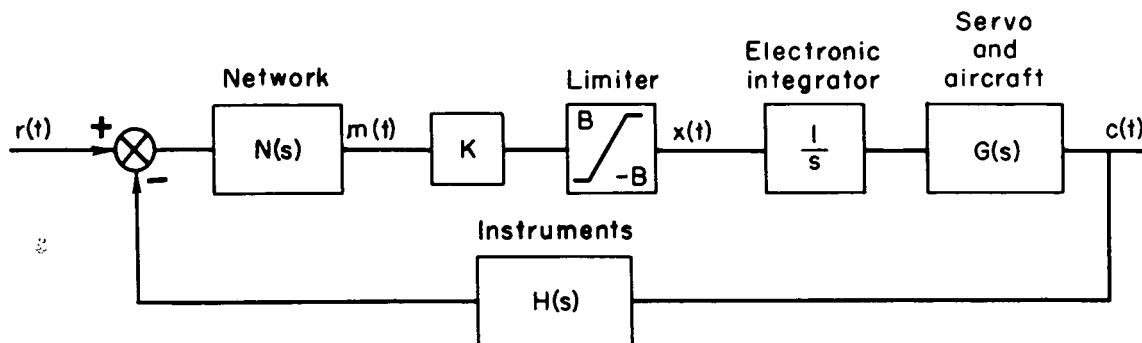 Network
Limiter
Electronic
integrator
Servo
and
aircraft
r(t)
+
−
N(s)
m(t)
K
B
−B
x(t)
1
s
G(s)
c(t)
Instruments
H(s)